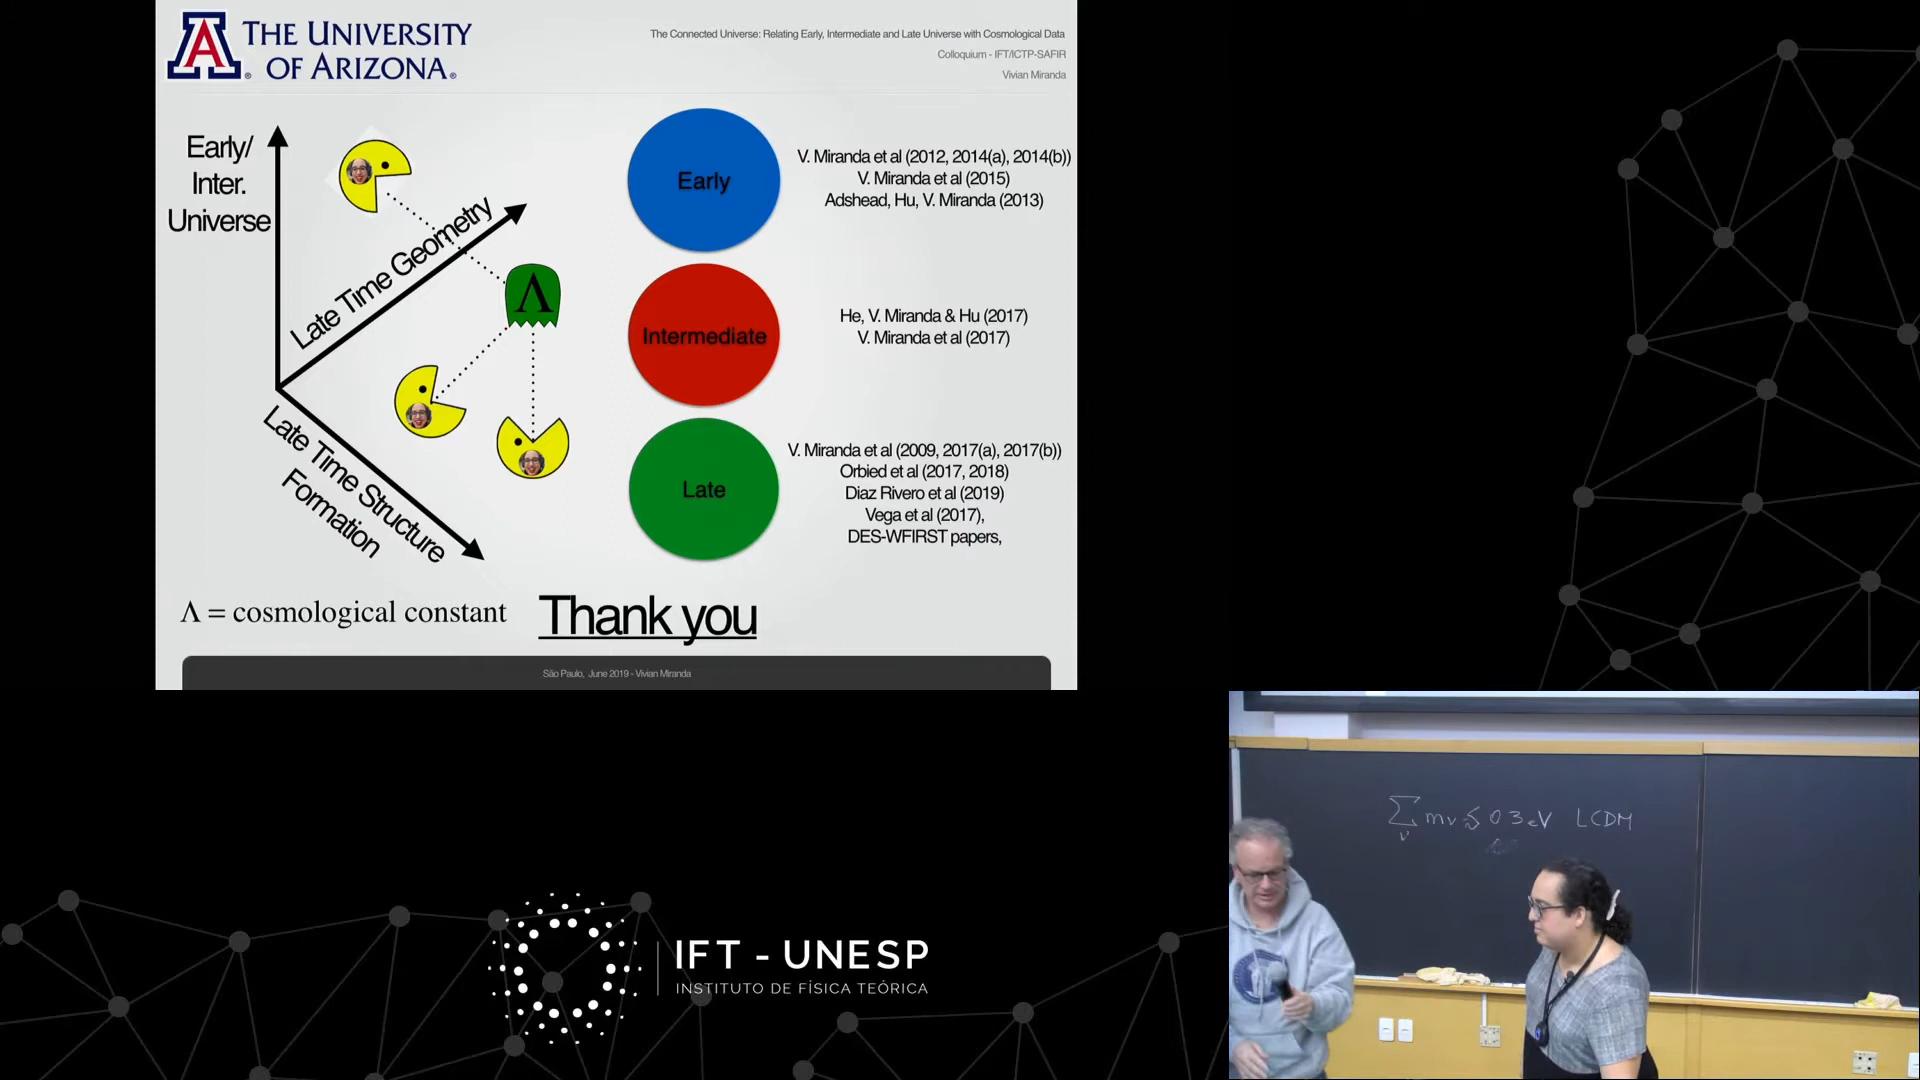 THE UNIVERSITY
OF ARIZONA.
The Connected Universe: Relating Early, Intermediate and Late Universe with Cosmological Data
Colloquium - IFT/ICTP-SAFIR
Vivian Miranda
Early/
Inter.
Universe
Late Time Geometry
Λ
Late Time Structure
Formation
Early
V. Miranda et al (2012, 2014(a), 2014(b))
V. Miranda et al (2015)
Adshead, Hu, V. Miranda (2013)
Intermediate
He, V. Miranda & Hu (2017)
V. Miranda et al (2017)
Late
V. Miranda et al (2009, 2017(a), 2017(b))
Orbied et al (2017, 2018)
Diaz Rivero et al (2019)
Vega et al (2017),
DES-WFIRST papers,
Λ = cosmological constant
Thank you
São Paulo, June 2019 - Vivian Miranda
IFT - UNESP
INSTITUTO DE FÍSICA TEÓRICA
∑ν mν ≲ 0 3 eV LCDM